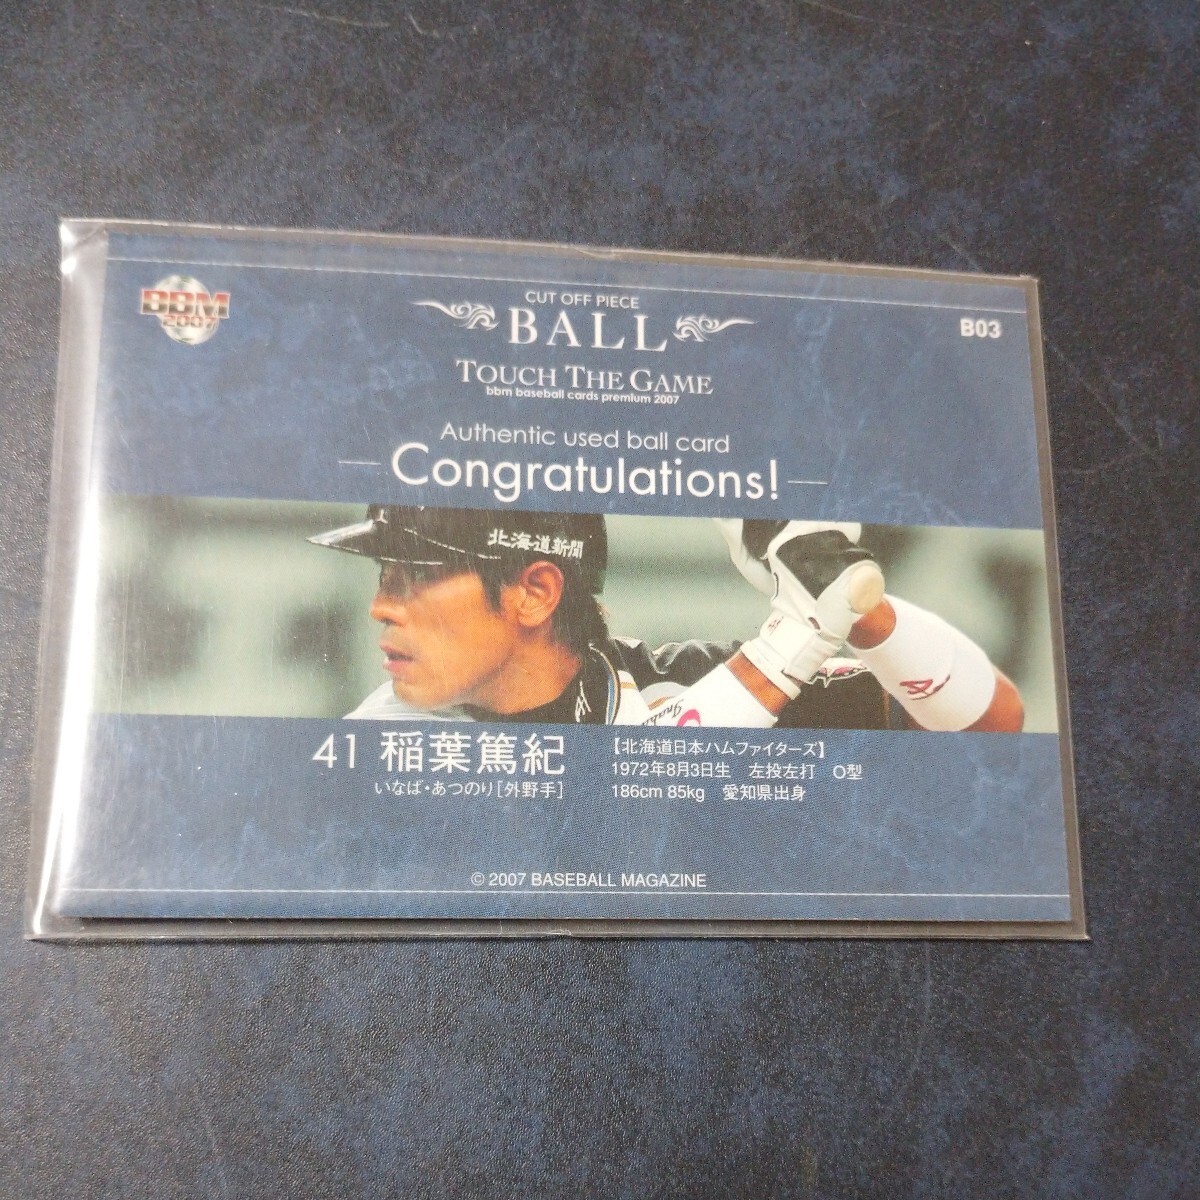 BBM
2007
CUT OFF PIECE
BALL
B03
TOUCH THE GAME
bbm baseball cards premium 2007
Authentic used ball card
Congratulations!
北海道新聞
41 稲葉篤紀
いなば・あつのり[外野手]
【北海道日本ハムファイターズ】
1972年8月3日生 左投左打 O型
186cm 85kg 愛知県出身
© 2007 BASEBALL MAGAZINE